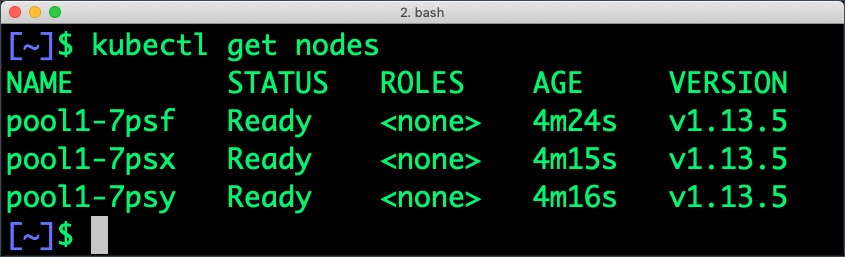 2. bash
[~]$ kubectl get nodes
NAME STATUS ROLES AGE VERSION
pool1-7psf Ready <none> 4m24s v1.13.5
pool1-7psx Ready <none> 4m15s v1.13.5
pool1-7psy Ready <none> 4m16s v1.13.5
[~]$